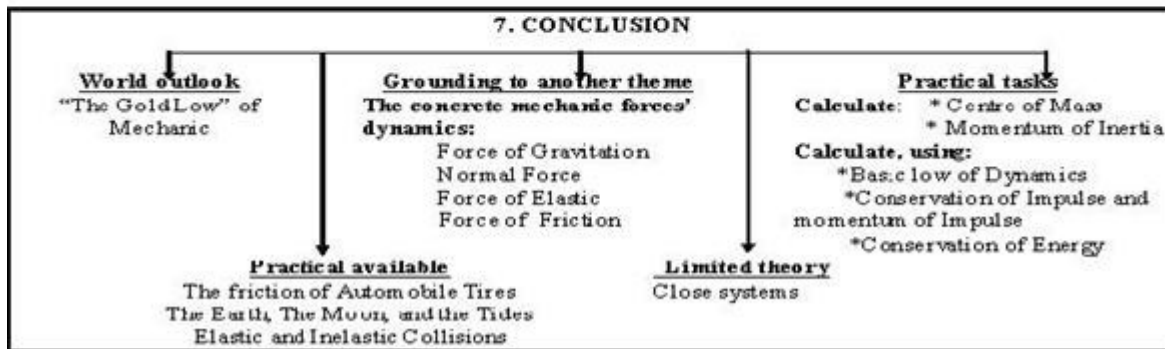 7. CONCLUSION
World outlook
"The Gold Low" of
Mechanic
Grounding to another theme
The concrete mechanic forces'
dynamics:
Force of Gravitation
Normal Force
Force of Elastic
Force of Friction
Practical tasks
Calculate: * Centre of Mass
* Momentum of Inertia
Calculate, using:
*Basic low of Dynamics
*Conservation of Impulse and
momentum of Impulse
*Conservation of Energy
Practical available
The friction of Automobile Tires
The Earth, The Moon, and the Tides
Elastic and Inelastic Collisions
Limited theory
Close systems